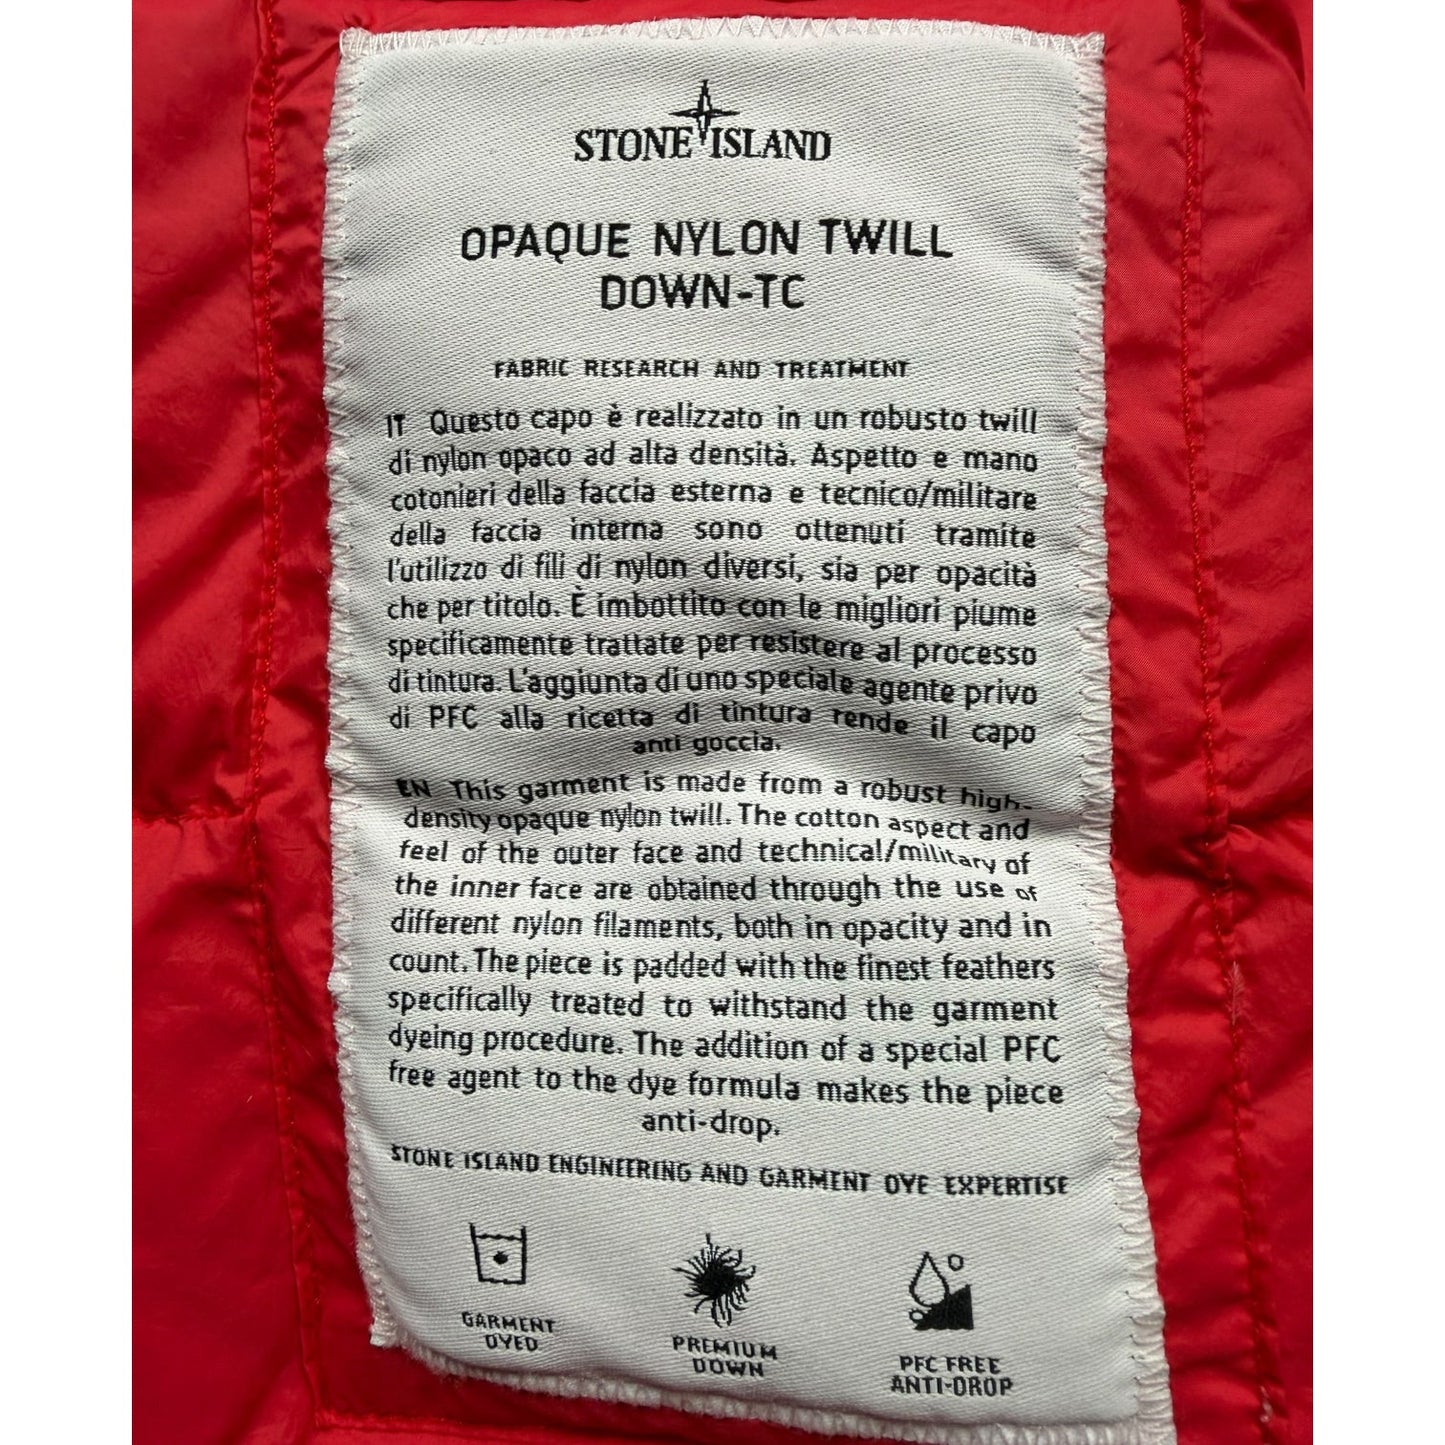 STONE ISLAND
OPAQUE NYLON TWILL
DOWN-TC
FABRIC RESEARCH AND TREATMENT
IT Questo capo è realizzato in un robusto twill
di nylon opaco ad alta densità. Aspetto e mano
cotonieri della faccia esterna e tecnico/militare
della faccia interna sono ottenuti tramite
l'utilizzo di fili di nylon diversi, sia per opacità
che per titolo. È imbottito con le migliori piume
specificamente trattate per resistere al processo
di tintura. L'aggiunta di uno speciale agente privo
di PFC alla ricetta di tintura rende il capo
anti goccia.
EN This garment is made from a robust high-
density opaque nylon twill. The cotton aspect and
feel of the outer face and technical/military of
the inner face are obtained through the use of
different nylon filaments, both in opacity and in
count. The piece is padded with the finest feathers
specifically treated to withstand the garment
dyeing procedure. The addition of a special PFC
free agent to the dye formula makes the piece
anti-drop.
STONE ISLAND ENGINEERING AND GARMENT DYE EXPERTISE
GARMENT
DYED
PREMIUM
DOWN
PFC FREE
ANTI-DROP